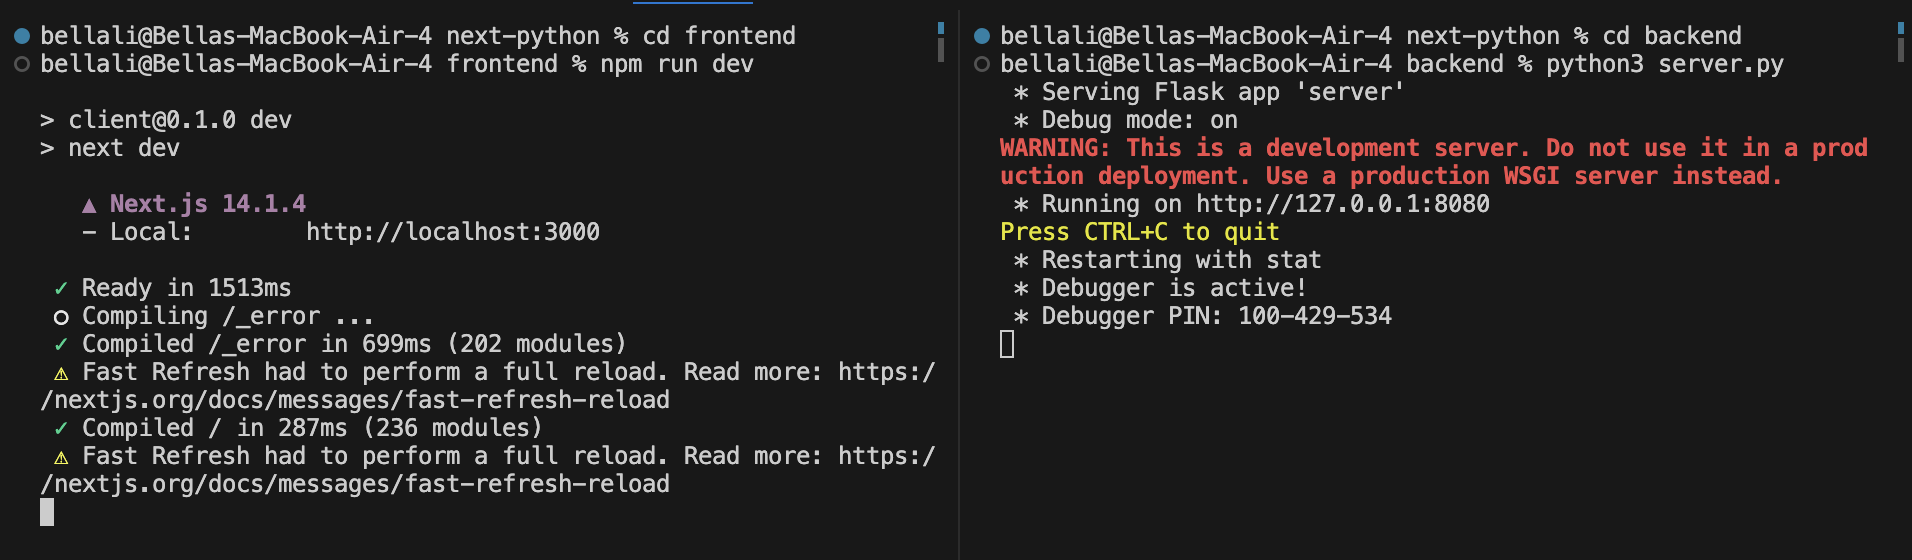 bellali@Bellas-MacBook-Air-4 next-python % cd frontend
bellali@Bellas-MacBook-Air-4 frontend % npm run dev
> client@0.1.0 dev
> next dev
▲ Next.js 14.1.4
- Local:        http://localhost:3000
✓ Ready in 1513ms
○ Compiling /_error ...
✓ Compiled /_error in 699ms (202 modules)
⚠ Fast Refresh had to perform a full reload. Read more: https:/
/nextjs.org/docs/messages/fast-refresh-reload
✓ Compiled / in 287ms (236 modules)
⚠ Fast Refresh had to perform a full reload. Read more: https:/
/nextjs.org/docs/messages/fast-refresh-reload
bellali@Bellas-MacBook-Air-4 next-python % cd backend
bellali@Bellas-MacBook-Air-4 backend % python3 server.py
* Serving Flask app 'server'
* Debug mode: on
WARNING: This is a development server. Do not use it in a prod
uction deployment. Use a production WSGI server instead.
* Running on http://127.0.0.1:8080
Press CTRL+C to quit
* Restarting with stat
* Debugger is active!
* Debugger PIN: 100-429-534